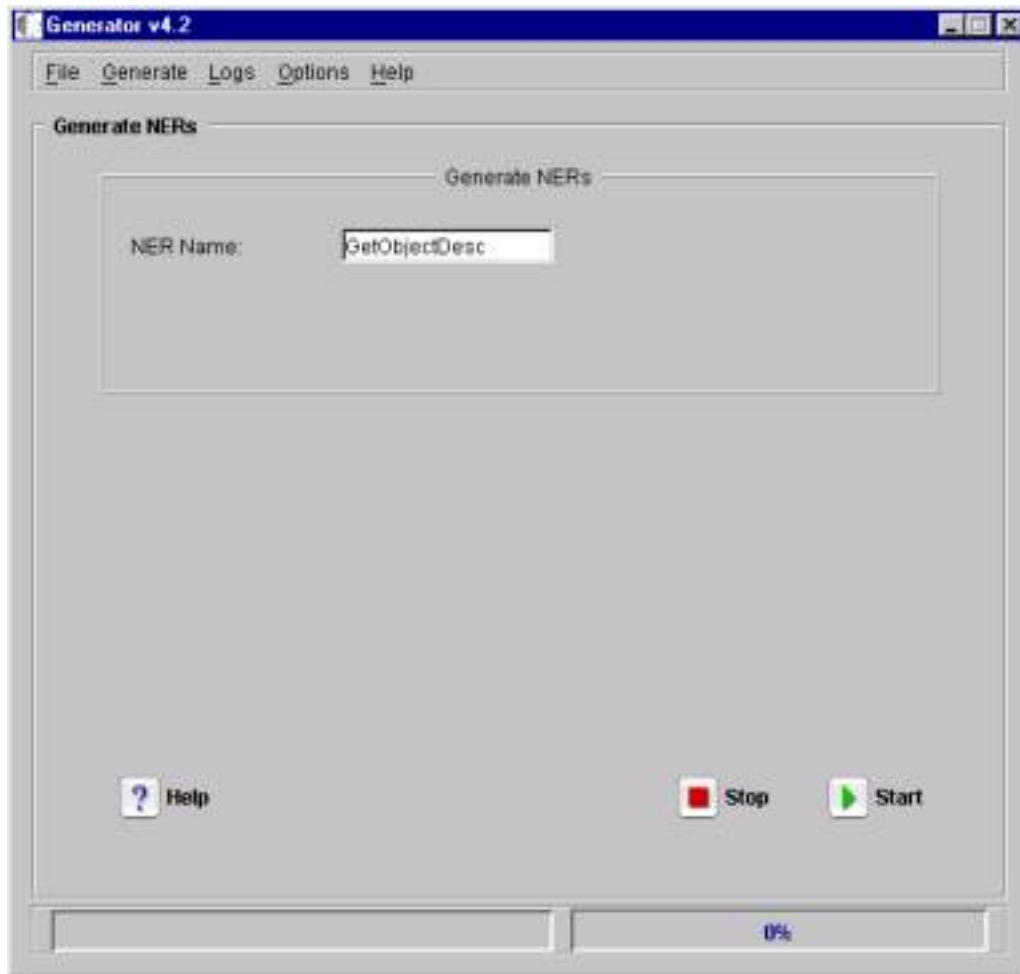 Generator v4.2
File Generate Logs Options Help
Generate NERs
Generate NERs
NER Name: GetObjectDesc
? Help Stop Start
0%